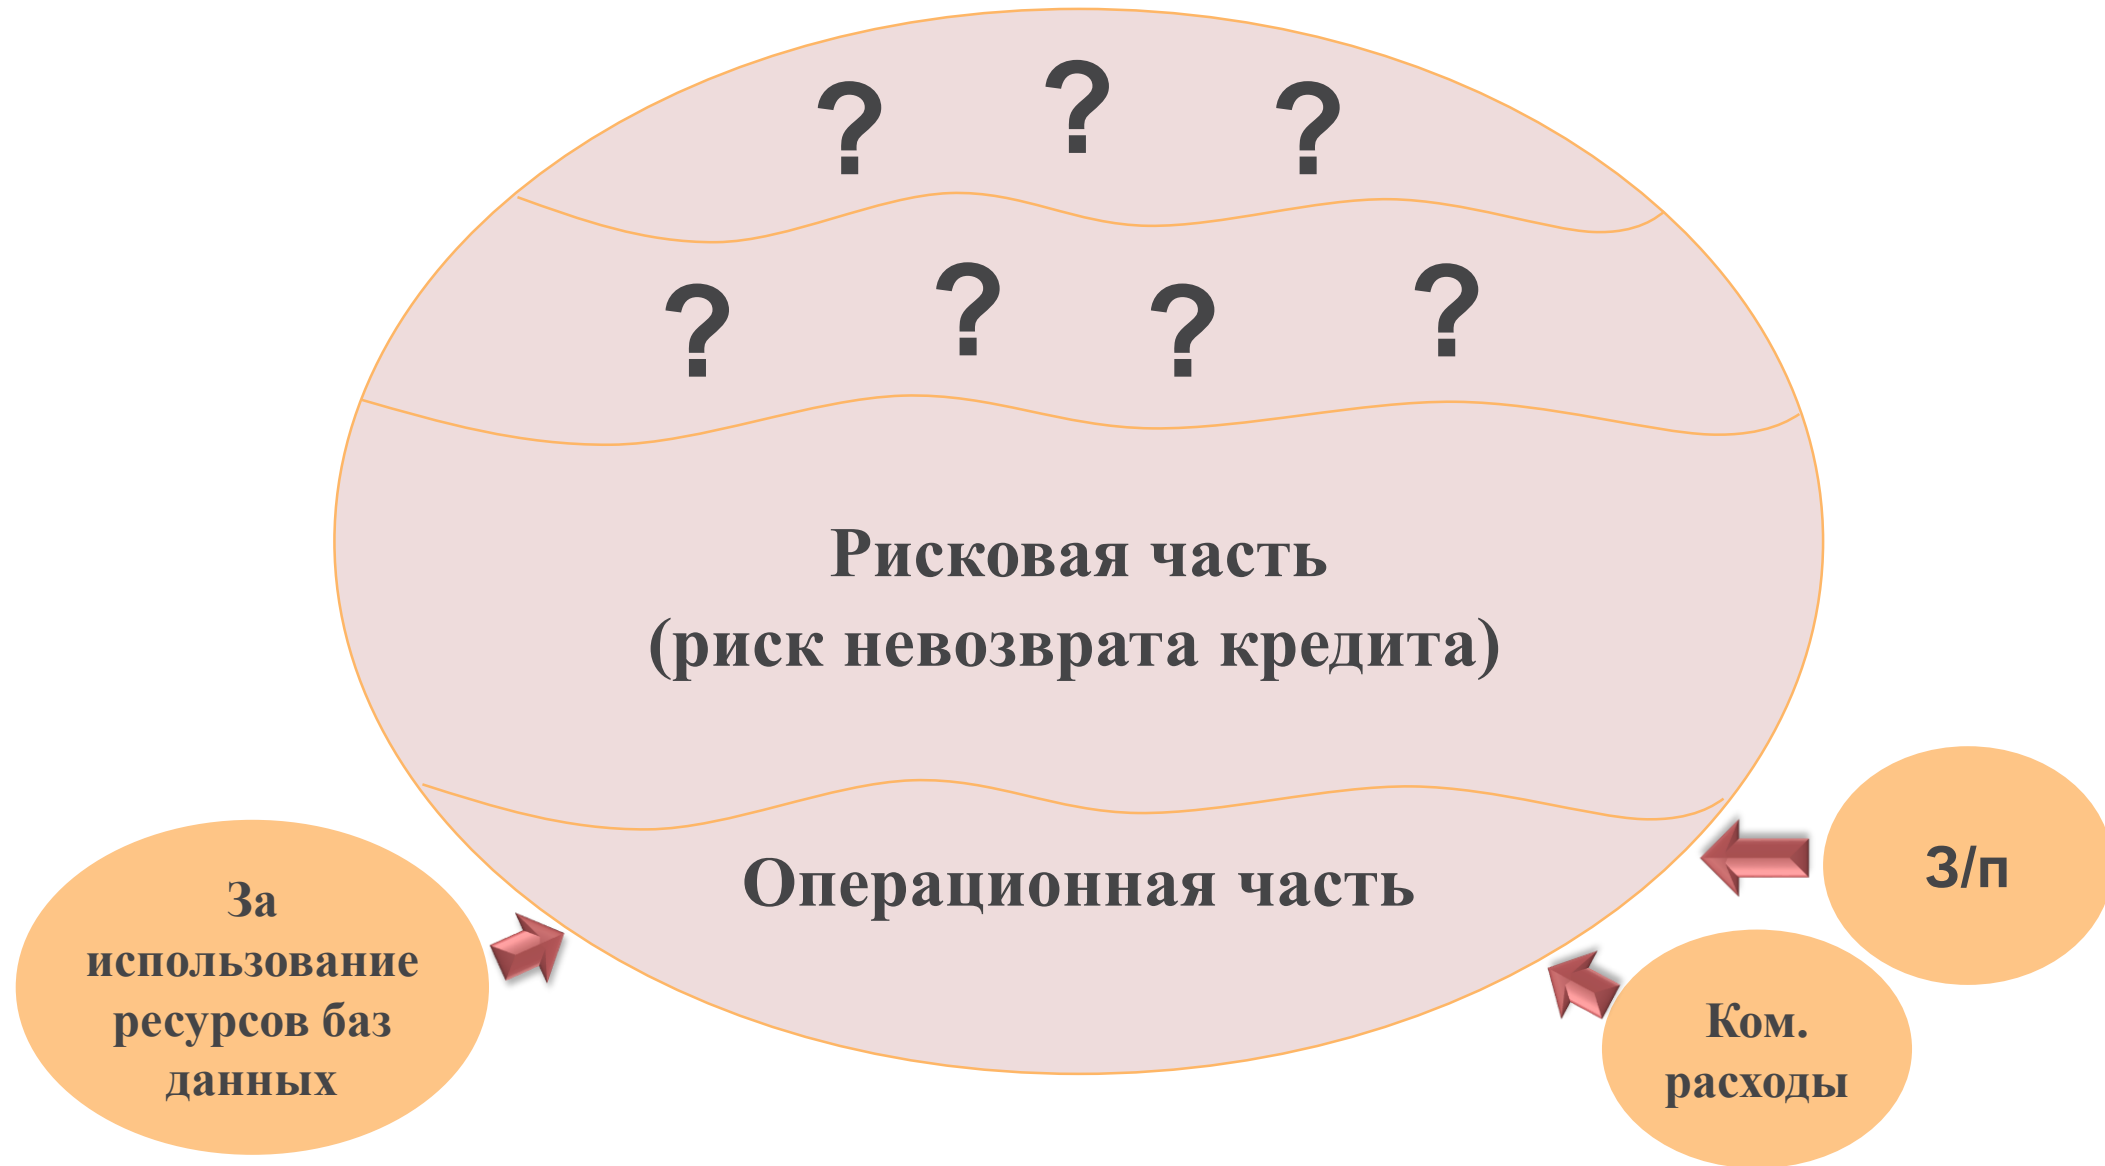 ? ? ?
? ? ? ?
Рисковая часть
(риск невозврата кредита)
Операционная часть
За
использование
ресурсов баз
данных
З/п
Ком.
расходы